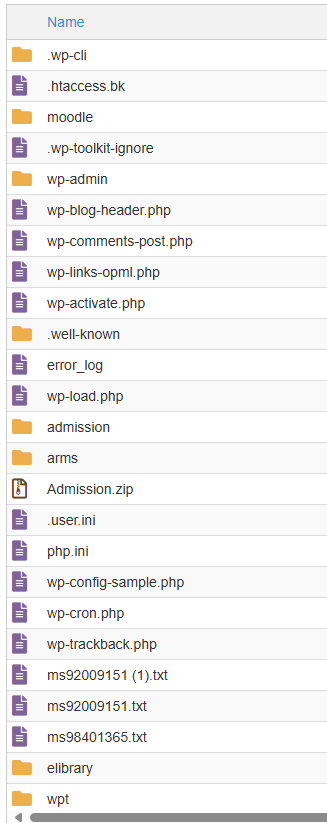 Name
.wp-cli
.htaccess.bk
moodle
.wp-toolkit-ignore
wp-admin
wp-blog-header.php
wp-comments-post.php
wp-links-opml.php
wp-activate.php
.well-known
error_log
wp-load.php
admission
arms
Admission.zip
.user.ini
php.ini
wp-config-sample.php
wp-cron.php
wp-trackback.php
ms92009151 (1).txt
ms92009151.txt
ms98401365.txt
elibrary
wpt